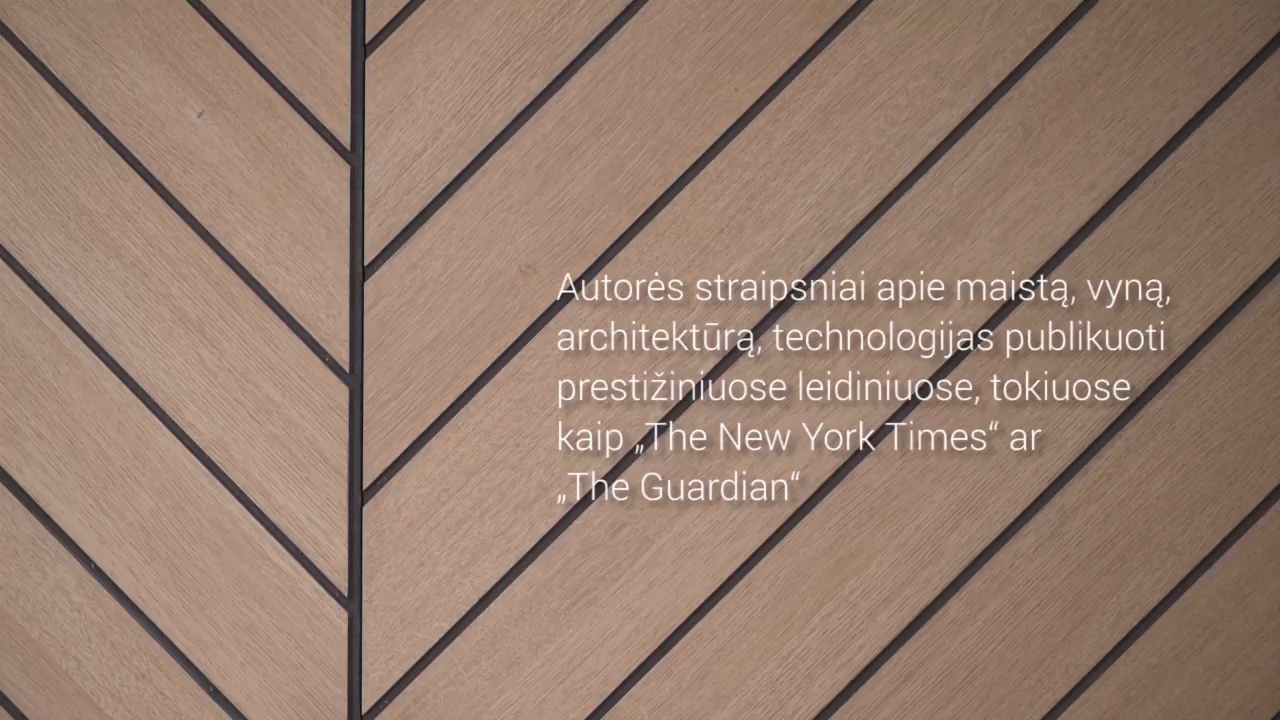 Autorės straipsniai apie maistą, vyną,
architektūrą, technologijas publikuoti
prestižiniuose leidiniuose, tokiuose
kaip „The New York Times“ ar
„The Guardian“